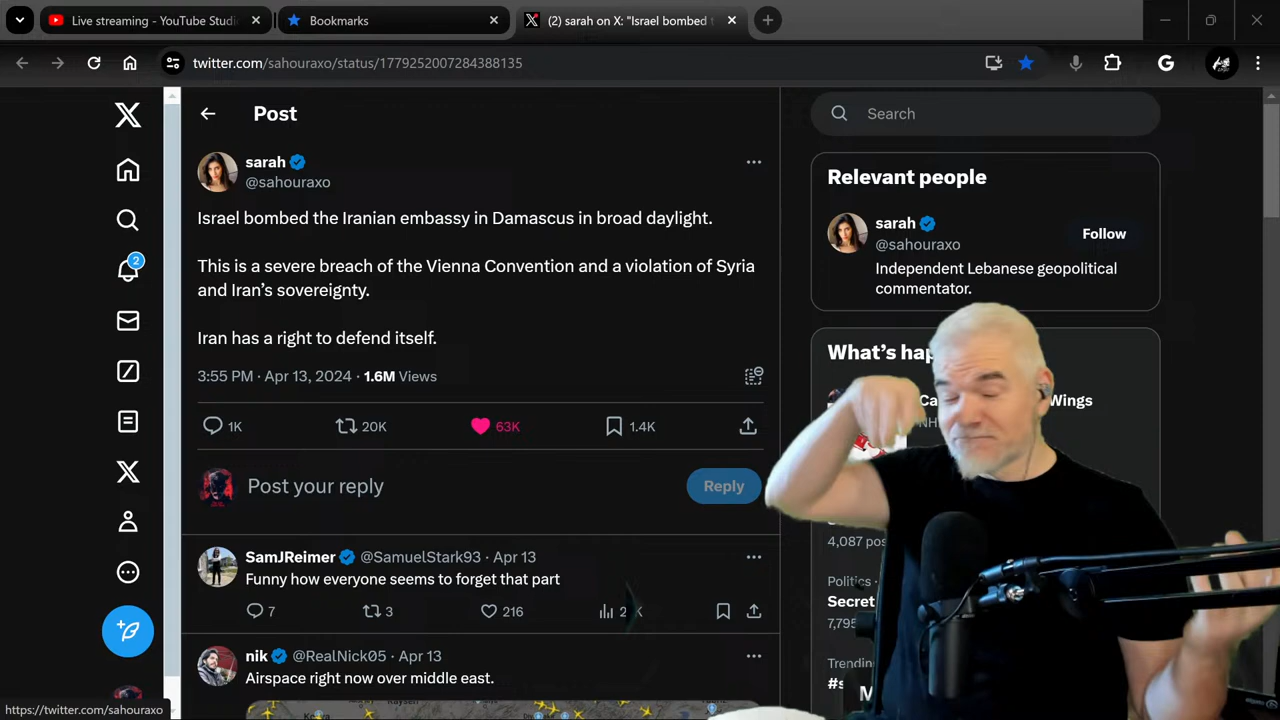 Live streaming - YouTube Studi
Bookmarks
(2) sarah on X: "Israel bombed t
twitter.com/sahouraxo/status/1779252007284388135
G
Post
Search
sarah
@sahouraxo
Israel bombed the Iranian embassy in Damascus in broad daylight.
This is a severe breach of the Vienna Convention and a violation of Syria
and Iran's sovereignty.
Iran has a right to defend itself.
3:55 PM · Apr 13, 2024 · 1.6M Views
1K 20K 63K 1.4K
Post your reply
Reply
SamJReimer @SamuelStark93 · Apr 13
Funny how everyone seems to forget that part
7 3 216
nik @RealNick05 · Apr 13
Airspace right now over middle east.
2
Relevant people
sarah
@sahouraxo
Follow
Independent Lebanese geopolitical
commentator.
What's ha
Wings
4,087 pos
Politics ·
Secret
7,795
Trending
#s
M
https://twitter.com/sahouraxo